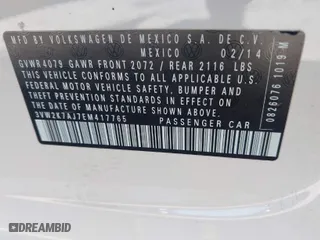 MFD BY VOLKSWAGEN DE MEXICO S.A. DE C.V.
MEXICO 02/14
GVWR4079 GAWR FRONT 2072 / REAR 2116 LBS
THIS VEHICLE CONFORMS TO ALL APPLICABLE U.S.
FEDERAL MOTOR VEHICLE SAFETY, BUMPER AND
THEFT PREVENTION STANDARDS IN EFFECT ON THE
DATE OF MANUFACTURE SHOWN ABOVE.
3VW2K7AJ7EM417765
PASSENGER CAR
0826076 1019 M
DREAMBID